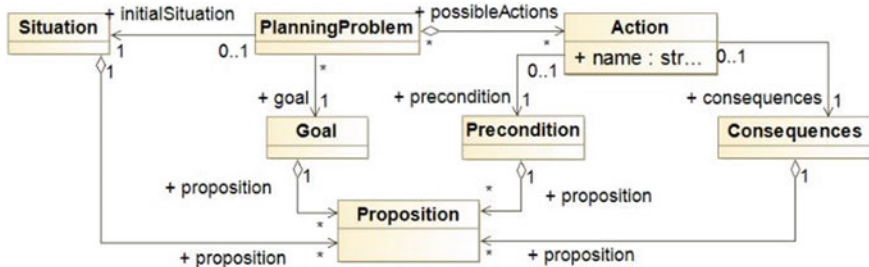 + initialSituation
+ possibleActions
Situation
PlanningProblem
Action
1
0..1
*
*
+ name : str...
1
*
0..1
0..1
+ goal
1
+ precondition
1
+ consequences
1
Goal
Precondition
Consequences
1
1
1
+ proposition
*
+ proposition
*
Proposition
+ proposition
*
*
+ proposition